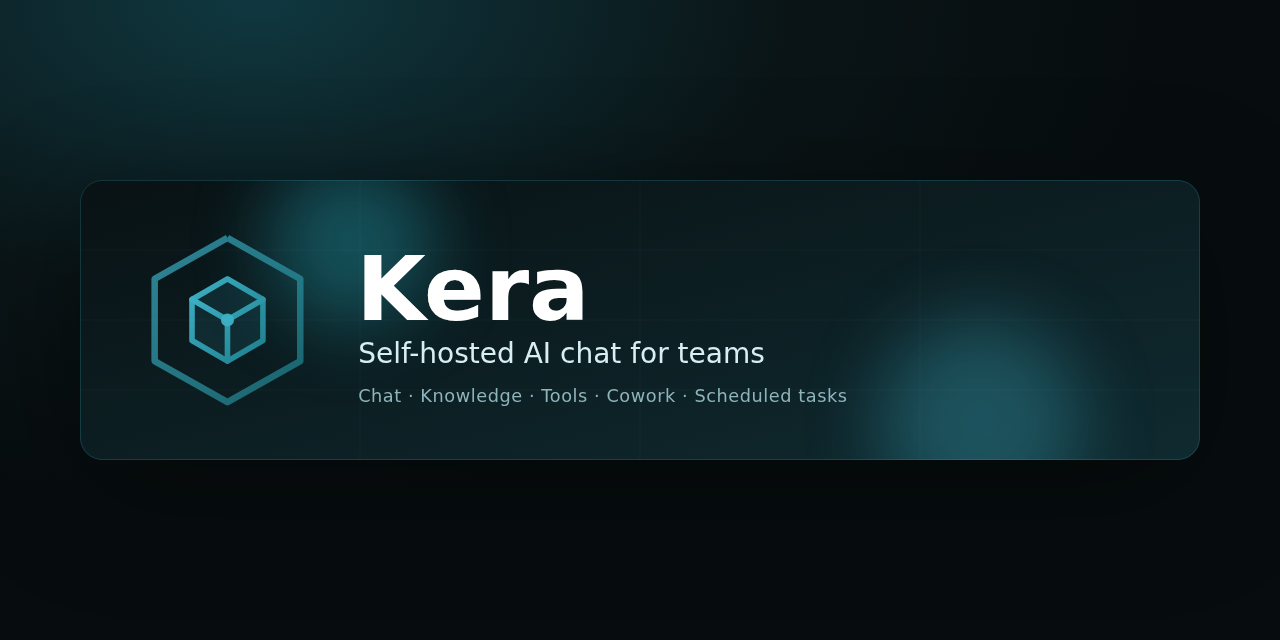 Kera
Self-hosted AI chat for teams
Chat · Knowledge · Tools · Cowork · Scheduled tasks